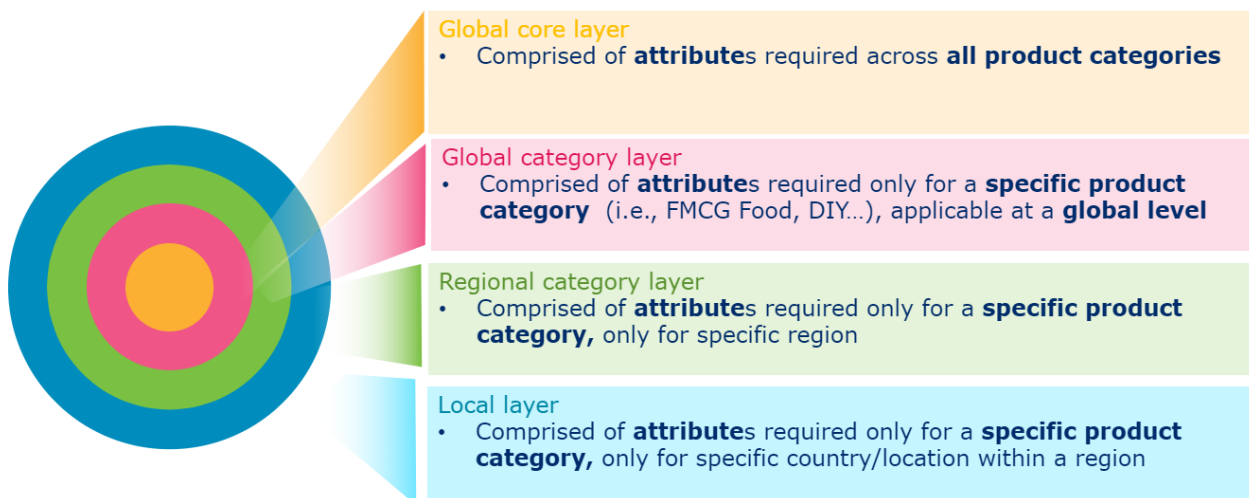 Global core layer
• Comprised of attributes required across all product categories
Global category layer
• Comprised of attributes required only for a specific product
category (i.e., FMCG Food, DIY…), applicable at a global level
Regional category layer
• Comprised of attributes required only for a specific product
category, only for specific region
Local layer
• Comprised of attributes required only for a specific product
category, only for specific country/location within a region